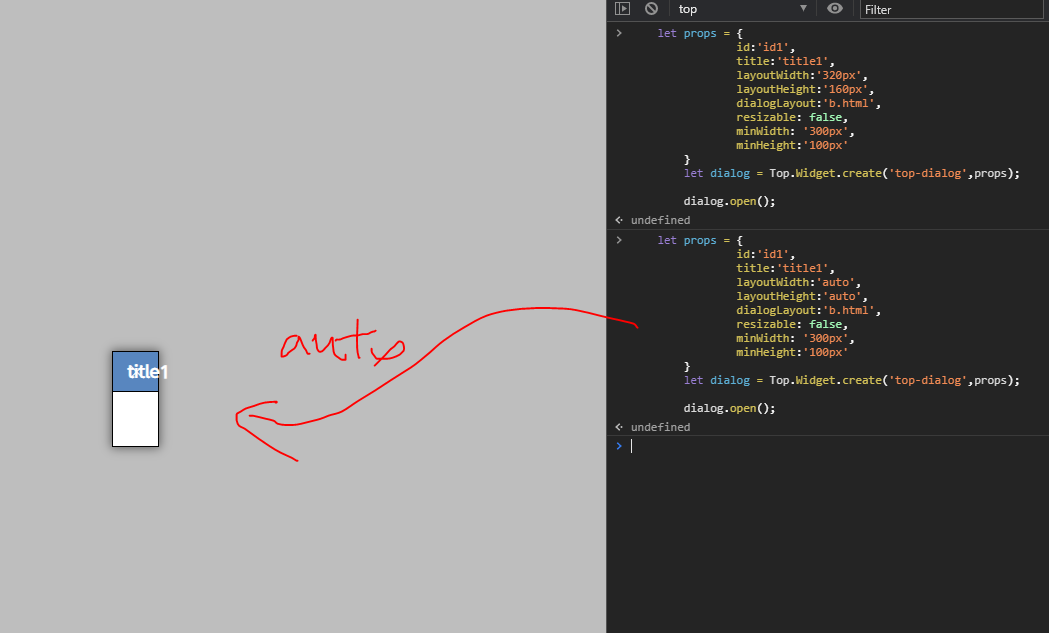 top
Filter
let props = {
id:'id1',
title:'title1',
layoutWidth:'320px',
layoutHeight:'160px',
dialogLayout:'b.html',
resizable: false,
minWidth: '300px',
minHeight:'100px'
}
let dialog = Top.Widget.create('top-dialog',props);
dialog.open();
undefined
let props = {
id:'id1',
title:'title1',
layoutWidth:'auto',
layoutHeight:'auto',
dialogLayout:'b.html',
resizable: false,
minWidth: '300px',
minHeight:'100px'
}
let dialog = Top.Widget.create('top-dialog',props);
dialog.open();
undefined
auto
title1